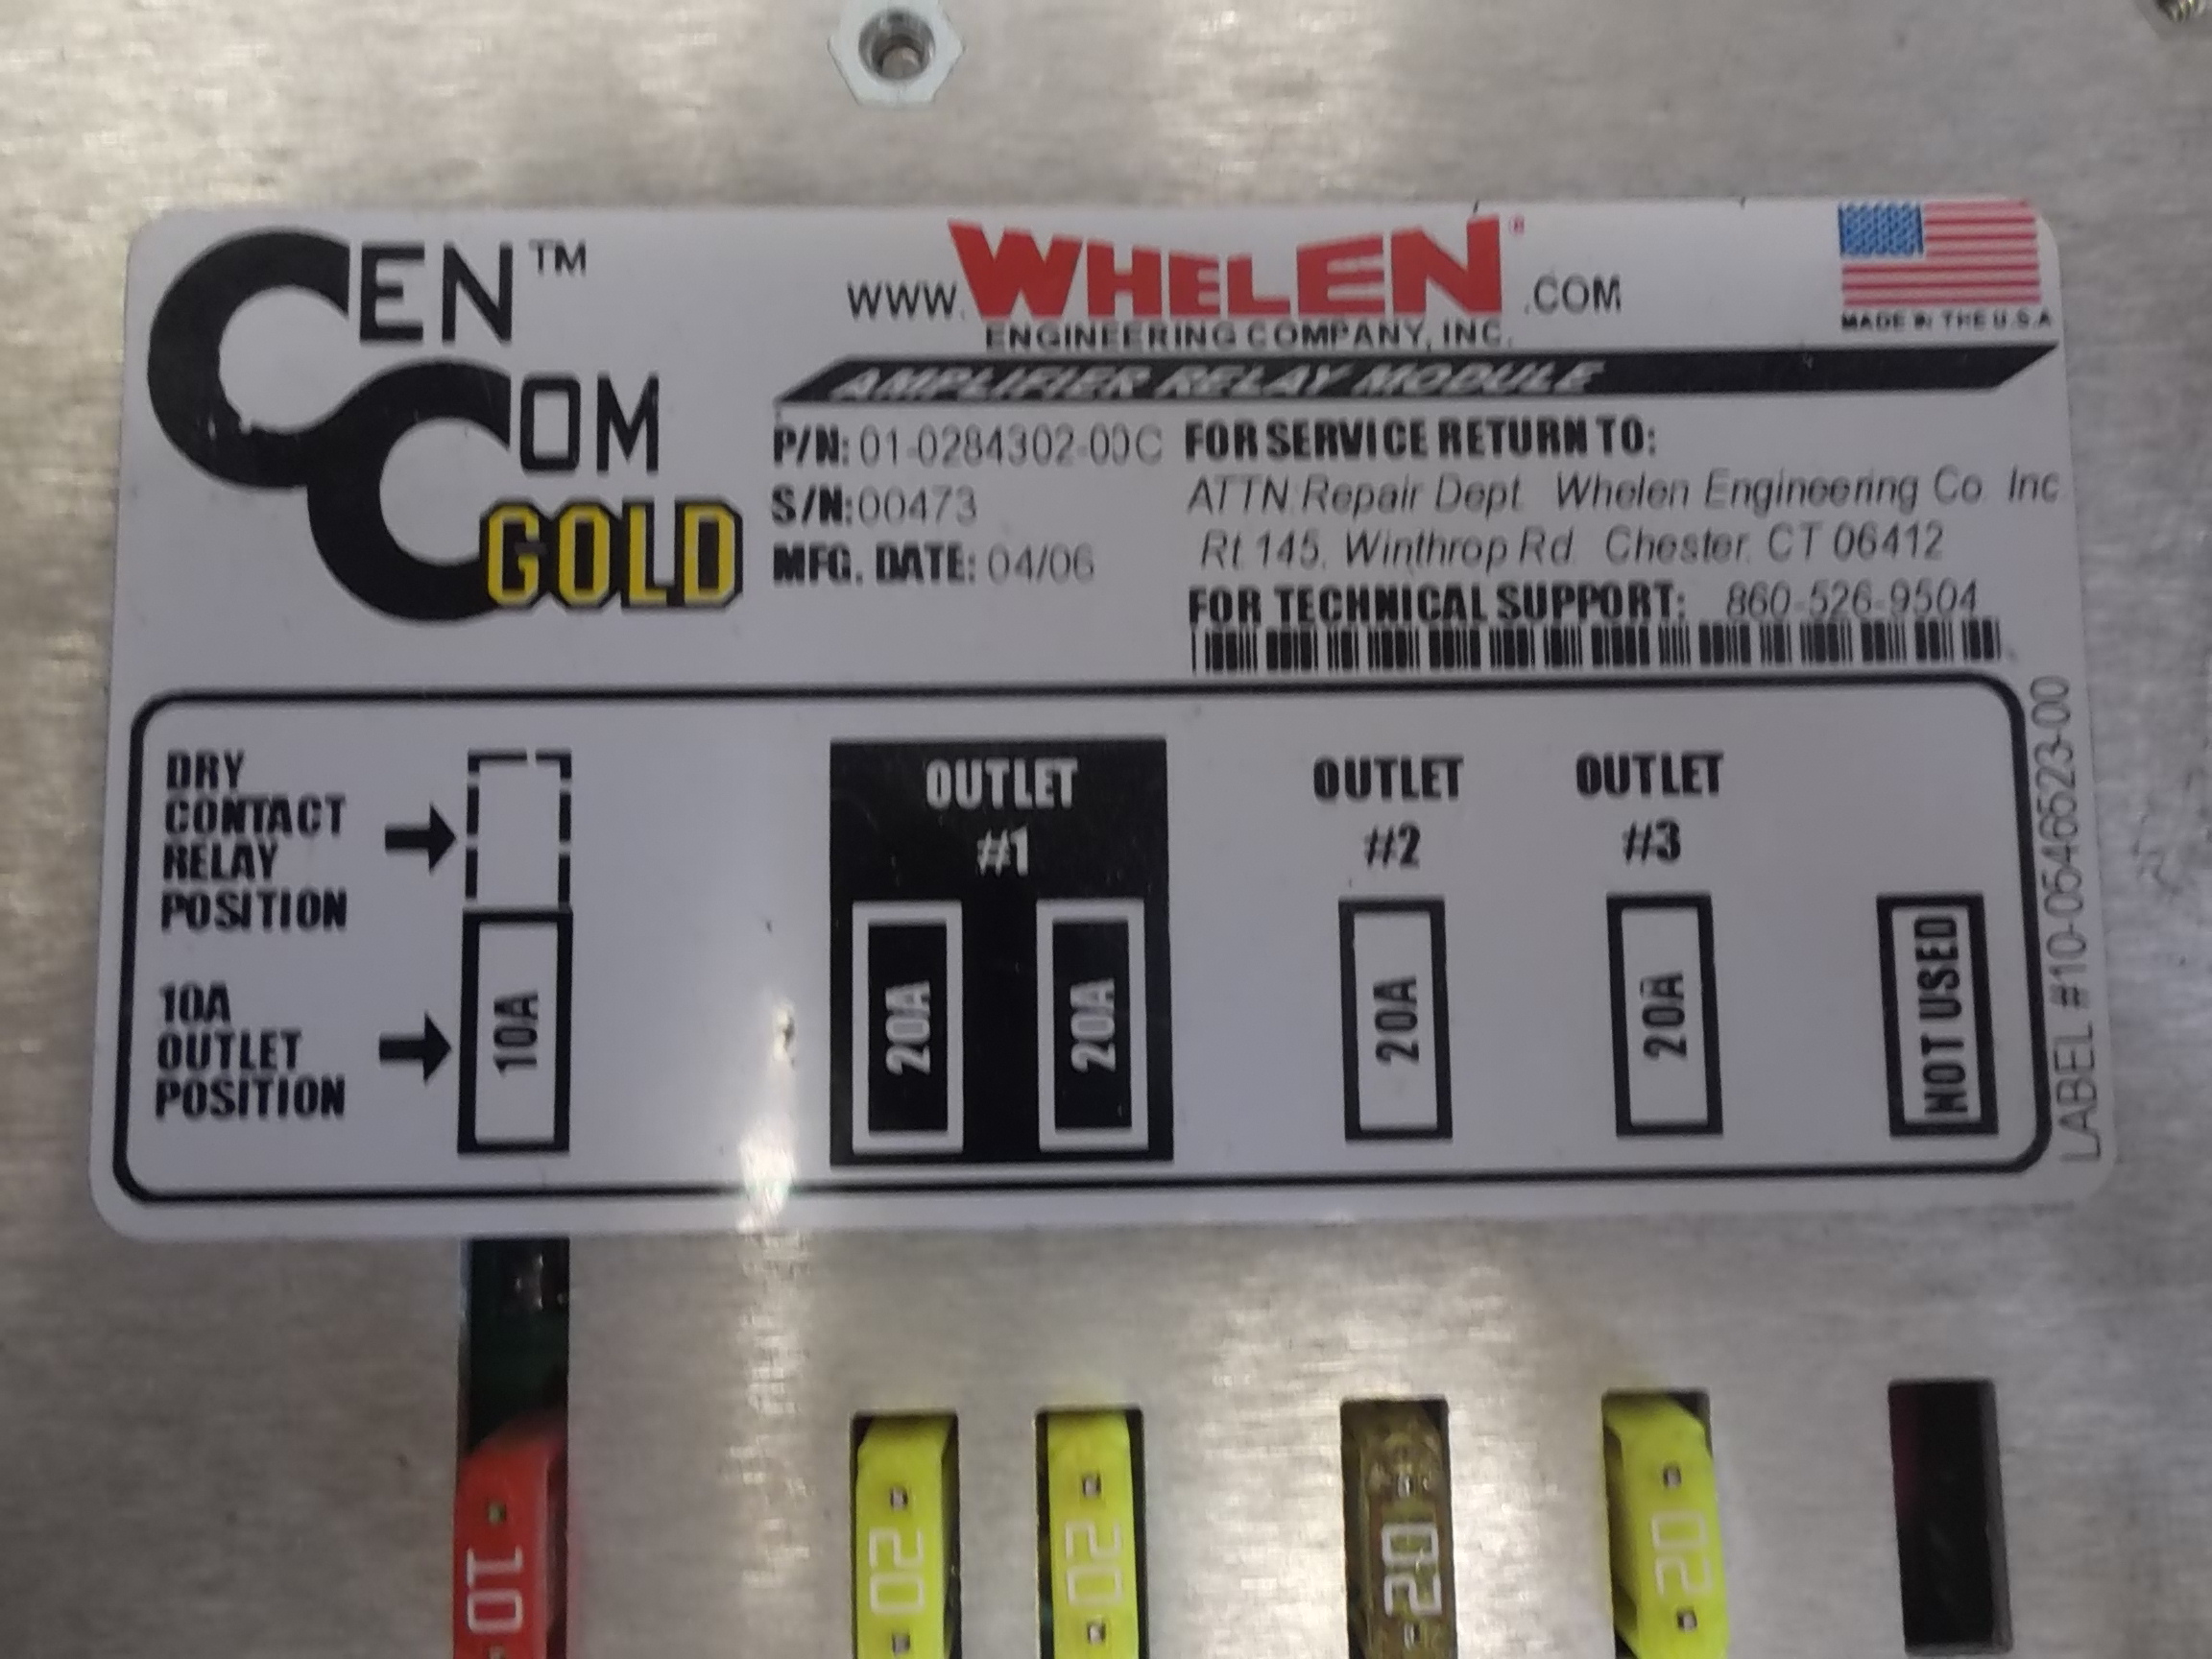 CEN™
COM
GOLD
WWW.WHELEN®.COM
ENGINEERING COMPANY, INC.
MADE IN THE U.S.A
AMPLIFIER RELAY MODULE
P/N: 01-0284302-00C
S/N:00473
MFG. DATE: 04/06
FOR SERVICE RETURN TO:
ATTN:Repair Dept. Whelen Engineering Co. Inc
Rt 145, Winthrop Rd. Chester, CT 06412
FOR TECHNICAL SUPPORT: 860-526-9504
DRY
CONTACT
RELAY
POSITION
10A
OUTLET
POSITION
10A
OUTLET
#1
20A
20A
OUTLET
#2
20A
OUTLET
#3
20A
NOT USED
LABEL #10-0546523-00
10
20
20
20
20